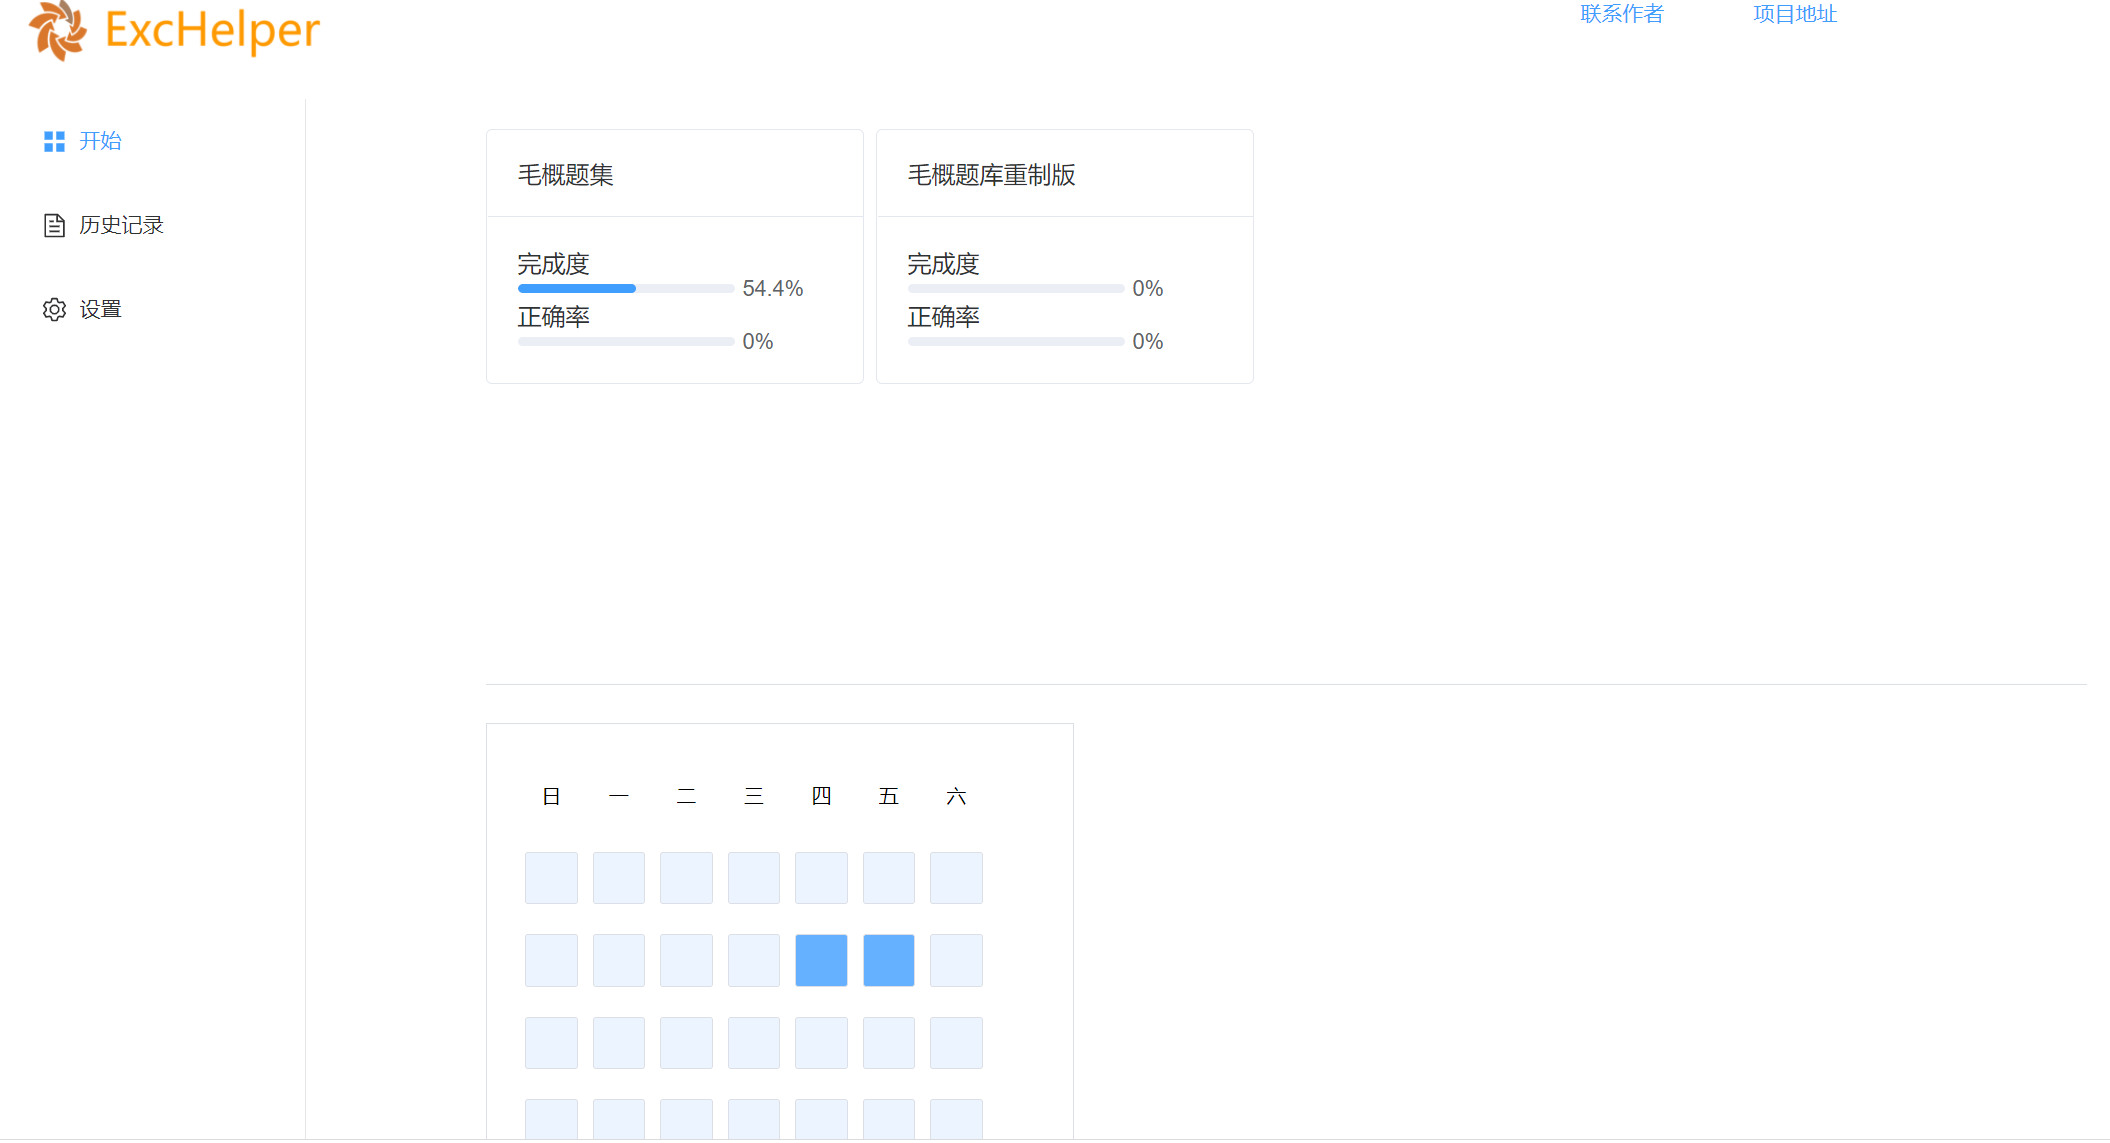 ExcHelper
联系作者
项目地址
开始
历史记录
设置
毛概题集
完成度
54.4%
正确率
0%
毛概题库重制版
完成度
0%
正确率
0%
日 一 二 三 四 五 六